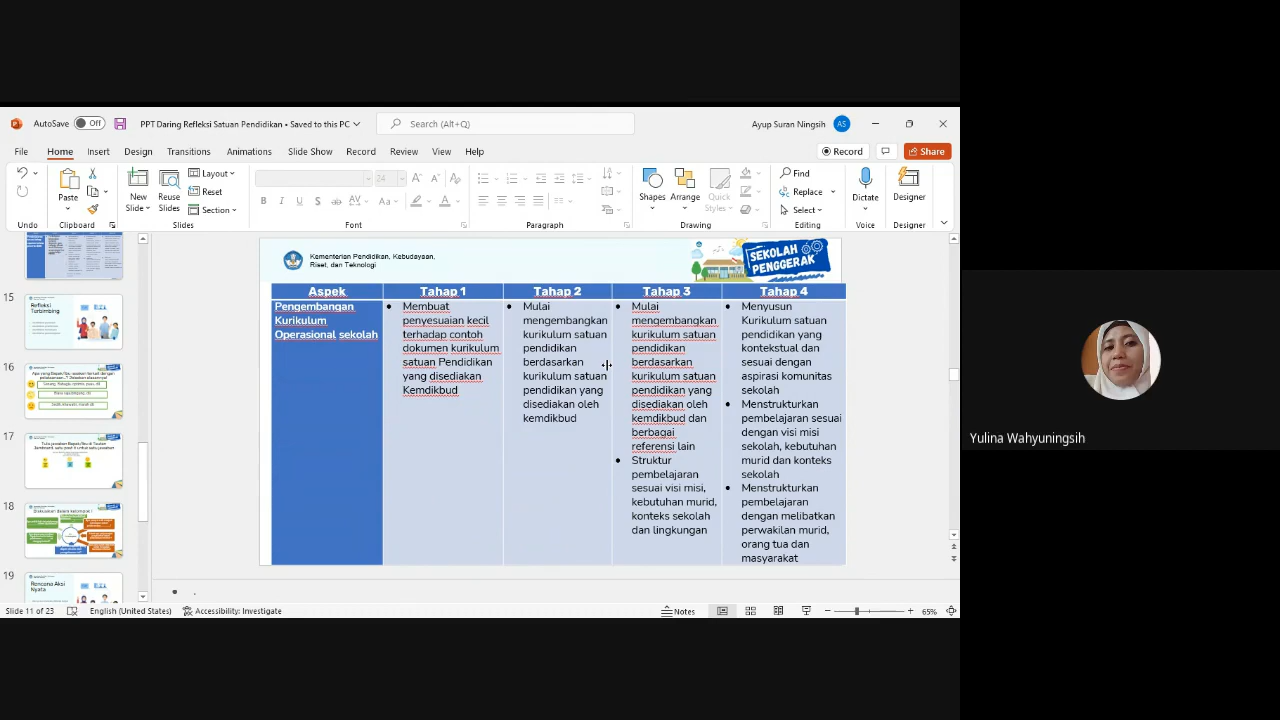 AutoSave Off PPT Daring Refleksi Satuan Pendidikan • Saved to this PC Search (Alt+Q) Ayup Suran Ningsih AS
File Home Insert Design Transitions Animations Slide Show Record Review View Help Record Share
Undo
Paste
Clipboard
New Slide
Reuse Slides
Layout
Reset
Section
Slides
24
Font
Paragraph
Shapes
Arrange
Quick Styles
Drawing
Find
Replace
Select
Editing
Dictate
Voice
Designer
Designer
15
Refleksi
Terbimbing
16
17
18
19
Rencana Aksi
Nyata
Kementerian Pendidikan, Kebudayaan,
Riset, dan Teknologi
SEKOLAH
PENGGERAK
Aspek Tahap 1 Tahap 2 Tahap 3 Tahap 4
Pengembangan
Kurikulum
Operasional sekolah
• Membuat
penyesuaian kecil
terhadap contoh
dokumen kurikulum
satuan Pendidikan
yang disediakan
Kemdikbud
• Mulai
mengembangkan
kurikulum satuan
pendidikan
berdasarkan
kurikulum satuan
pendidikan yang
disediakan oleh
kemdikbud
• Mulai
mengembangkan
kurikulum satuan
pendidikan
berdasarkan
kurikulum satuan
pendidikan yang
disediakan oleh
kemdikbud dan
berbagai
referensi lain
• Struktur
pembelajaran
sesuai visi misi,
kebutuhan murid,
konteks sekolah
dan lingkungan
• Menyusun
Kurikulum satuan
pendidikan yang
kontekstual dan
sesuai dengan
aspirasi komunitas
sekolah
• Menstrukturkan
pembelajaran sesuai
dengan visi misi
sekolah, kebutuhan
murid dan konteks
sekolah
• Menstrukturkan
pembelajaran
dengan melibatkan
perwakilan murid,
orang tua dan
masyarakat
Yulina Wahyuningsih
Slide 11 of 23 English (United States) Accessibility: Investigate Notes 65%